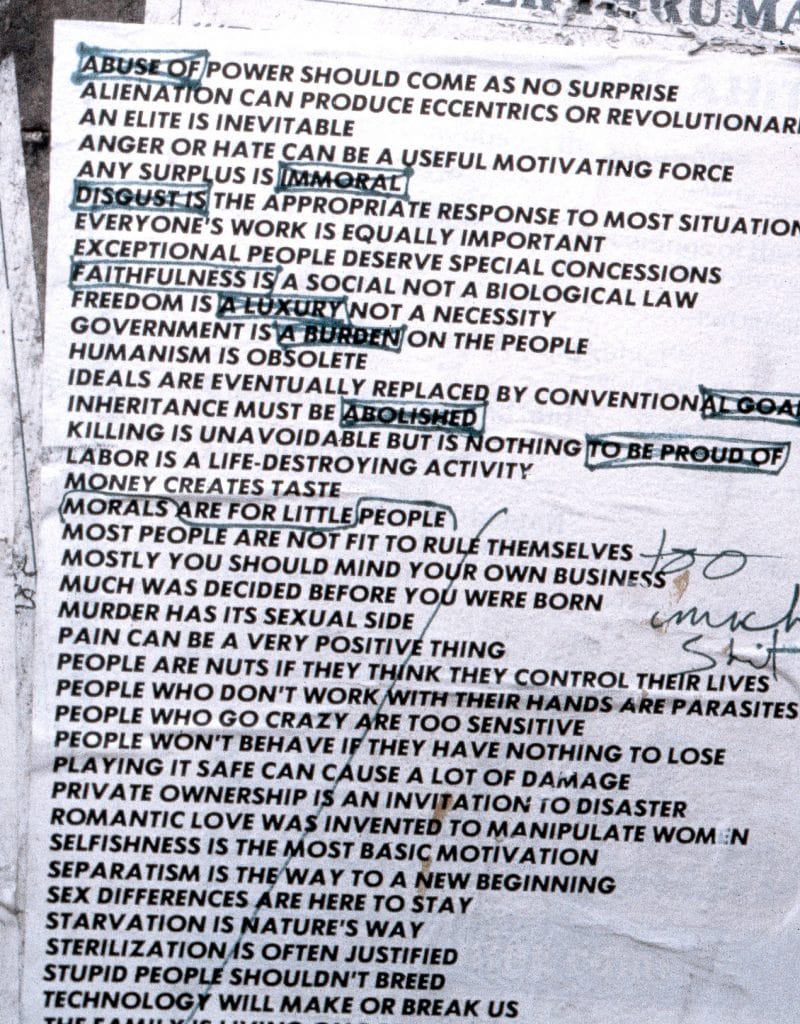 THRU MA
ABUSE OF POWER SHOULD COME AS NO SURPRISE
ALIENATION CAN PRODUCE ECCENTRICS OR REVOLUTIONARI
AN ELITE IS INEVITABLE
ANGER OR HATE CAN BE A USEFUL MOTIVATING FORCE
ANY SURPLUS IS IMMORAL
DISGUST IS THE APPROPRIATE RESPONSE TO MOST SITUATION
EVERYONE'S WORK IS EQUALLY IMPORTANT
EXCEPTIONAL PEOPLE DESERVE SPECIAL CONCESSIONS
FAITHFULNESS IS A SOCIAL NOT A BIOLOGICAL LAW
FREEDOM IS A LUXURY NOT A NECESSITY
GOVERNMENT IS A BURDEN ON THE PEOPLE
HUMANISM IS OBSOLETE
IDEALS ARE EVENTUALLY REPLACED BY CONVENTIONAL GOA
INHERITANCE MUST BE ABOLISHED
KILLING IS UNAVOIDABLE BUT IS NOTHING TO BE PROUD OF
LABOR IS A LIFE-DESTROYING ACTIVITY
MONEY CREATES TASTE
MORALS ARE FOR LITTLE PEOPLE
MOST PEOPLE ARE NOT FIT TO RULE THEMSELVES
too
MOSTLY YOU SHOULD MIND YOUR OWN BUSINESS
MUCH WAS DECIDED BEFORE YOU WERE BORN
much
MURDER HAS ITS SEXUAL SIDE
Shit
PAIN CAN BE A VERY POSITIVE THING
PEOPLE ARE NUTS IF THEY THINK THEY CONTROL THEIR LIVES
PEOPLE WHO DON'T WORK WITH THEIR HANDS ARE PARASITES
PEOPLE WHO GO CRAZY ARE TOO SENSITIVE
PEOPLE WON'T BEHAVE IF THEY HAVE NOTHING TO LOSE
PLAYING IT SAFE CAN CAUSE A LOT OF DAMAGE
PRIVATE OWNERSHIP IS AN INVITATION TO DISASTER
ROMANTIC LOVE WAS INVENTED TO MANIPULATE WOMEN
SELFISHNESS IS THE MOST BASIC MOTIVATION
SEPARATISM IS THE WAY TO A NEW BEGINNING
SEX DIFFERENCES ARE HERE TO STAY
STARVATION IS NATURE'S WAY
STERILIZATION IS OFTEN JUSTIFIED
STUPID PEOPLE SHOULDN'T BREED
TECHNOLOGY WILL MAKE OR BREAK US
THE FAMILY IS LIVING ON